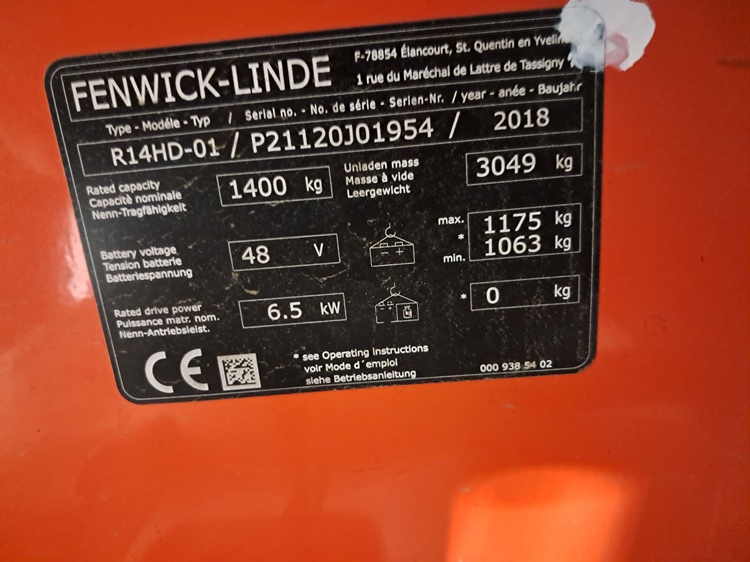 FENWICK-LINDE
F-78854 Élancourt, St. Quentin en
1 rue du Maréchal de Lattre de Tassigny
Type - Modèle - Typ / Serial no. - No. de série - Serien-Nr. / year - anée - Baujahr
R14HD-01 / P21120J01954 / 2018
Rated capacity
Capacité nominale
Nenn-Tragfähigkeit
1400 kg
Unladen mass
Masse à vide
Leergewicht
3049 kg
Battery voltage
Tension batterie
Batteriespannung
48 V
max.
*
min.
1175 kg
1063 kg
Rated drive power
Puissance matr. nom.
Nenn-Antriebsleist.
6.5 kW
* 0 kg
CE
* see Operating instructions
voir Mode d'emploi
siehe Betriebsanleitung
000 938 54 02